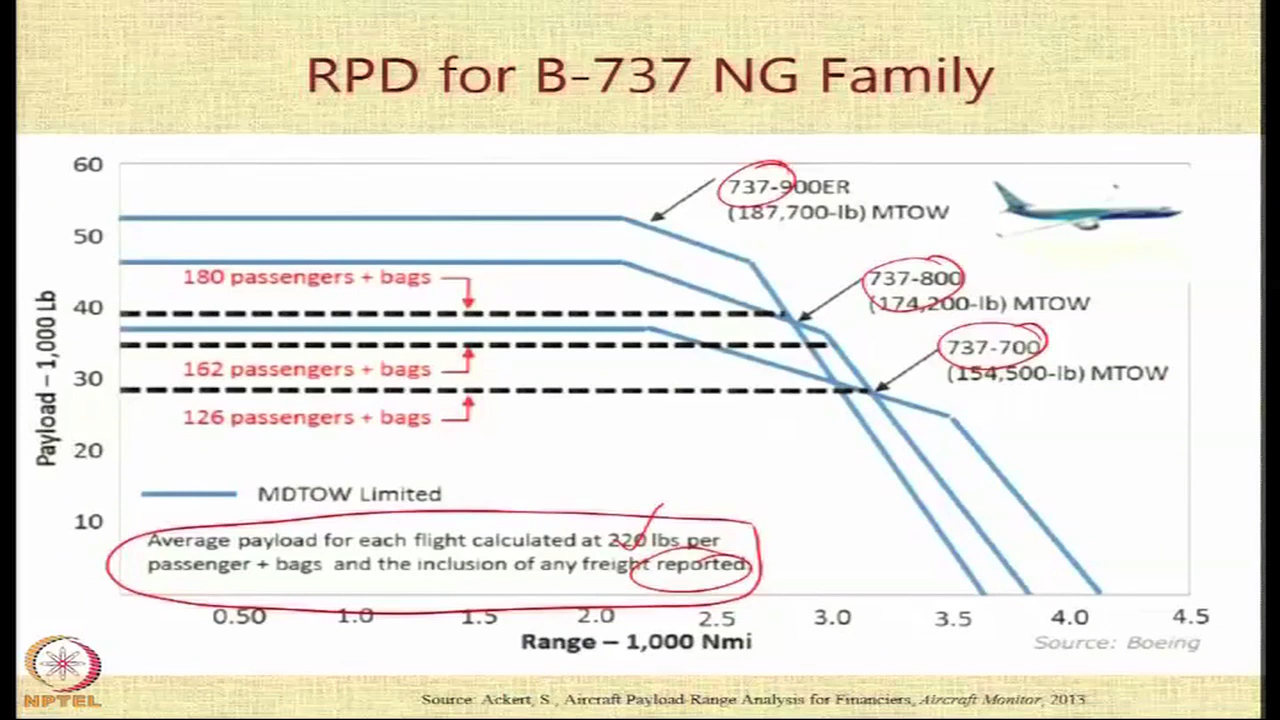 RPD for B-737 NG Family
60
50
40
30
20
10
Payload – 1,000 Lb
737-900ER
(187,700-lb) MTOW
737-800
(174,200-lb) MTOW
737-700
(154,500-lb) MTOW
180 passengers + bags
162 passengers + bags
126 passengers + bags
MDTOW Limited
Average payload for each flight calculated at 220 lbs per
passenger + bags and the inclusion of any freight reported.
0.50 1.0 1.5 2.0 2.5 3.0 3.5 4.0 4.5
Range – 1,000 Nmi
Source: Boeing
NPTEL
Source: Ackert, S., Aircraft Payload-Range Analysis for Financiers, Aircraft Monitor, 2013